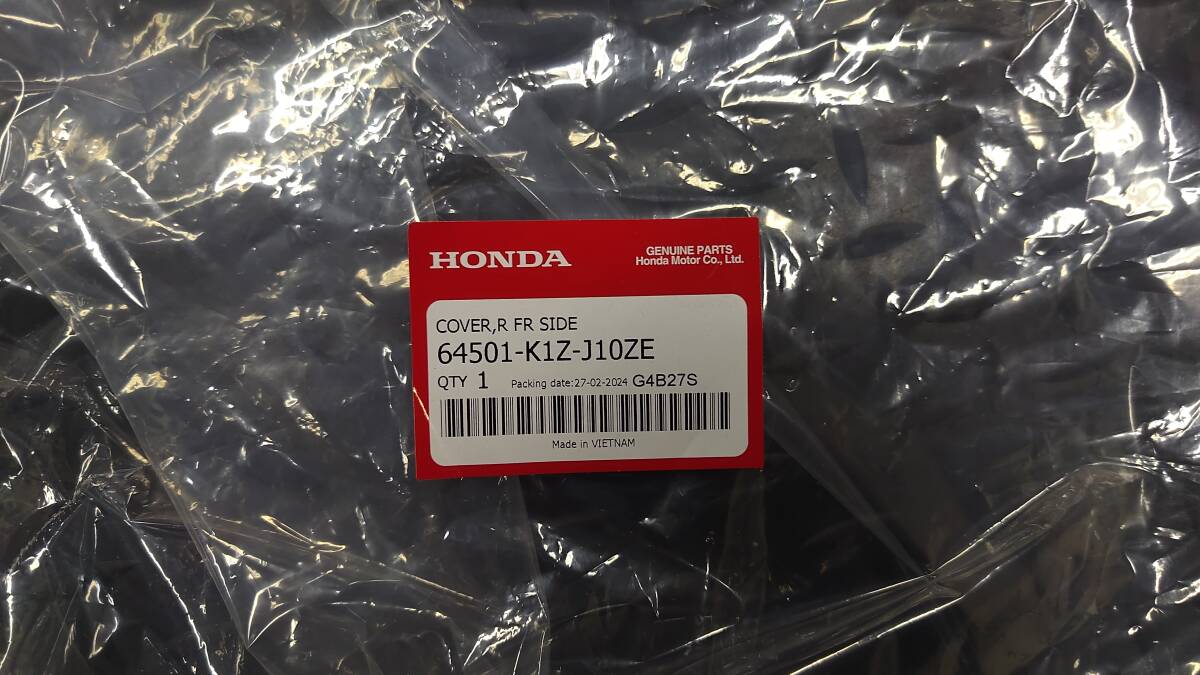 HONDA
GENUINE PARTS
Honda Motor Co., Ltd.
COVER,R FR SIDE
64501-K1Z-J10ZE
QTY 1 Packing date:27-02-2024 G4B27S
Made in VIETNAM